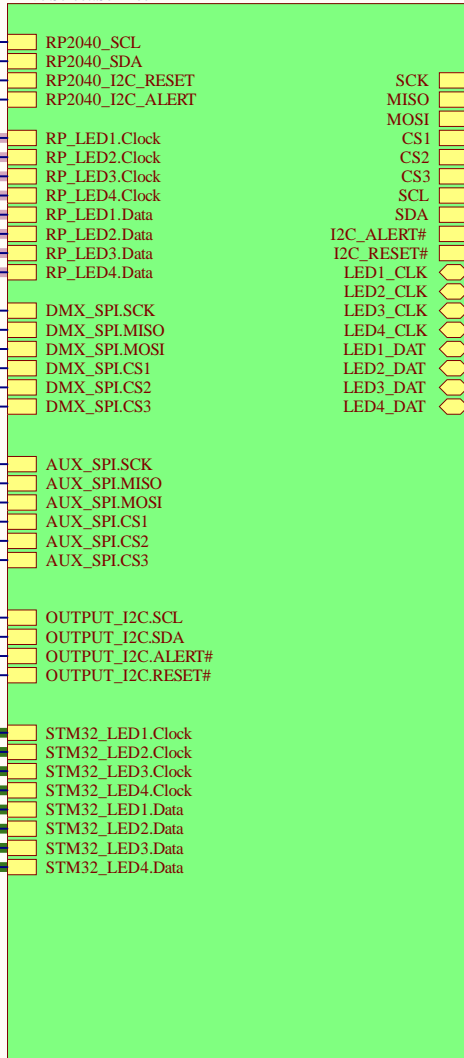 RP2040_SCL
RP2040_SDA
RP2040_I2C_RESET
RP2040_I2C_ALERT
RP_LED1.Clock
RP_LED2.Clock
RP_LED3.Clock
RP_LED4.Clock
RP_LED1.Data
RP_LED2.Data
RP_LED3.Data
RP_LED4.Data
DMX_SPI.SCK
DMX_SPI.MISO
DMX_SPI.MOSI
DMX_SPI.CS1
DMX_SPI.CS2
DMX_SPI.CS3
AUX_SPI.SCK
AUX_SPI.MISO
AUX_SPI.MOSI
AUX_SPI.CS1
AUX_SPI.CS2
AUX_SPI.CS3
OUTPUT_I2C.SCL
OUTPUT_I2C.SDA
OUTPUT_I2C.ALERT#
OUTPUT_I2C.RESET#
STM32_LED1.Clock
STM32_LED2.Clock
STM32_LED3.Clock
STM32_LED4.Clock
STM32_LED1.Data
STM32_LED2.Data
STM32_LED3.Data
STM32_LED4.Data
SCK
MISO
MOSI
CS1
CS2
CS3
SCL
SDA
I2C_ALERT#
I2C_RESET#
LED1_CLK
LED2_CLK
LED3_CLK
LED4_CLK
LED1_DAT
LED2_DAT
LED3_DAT
LED4_DAT